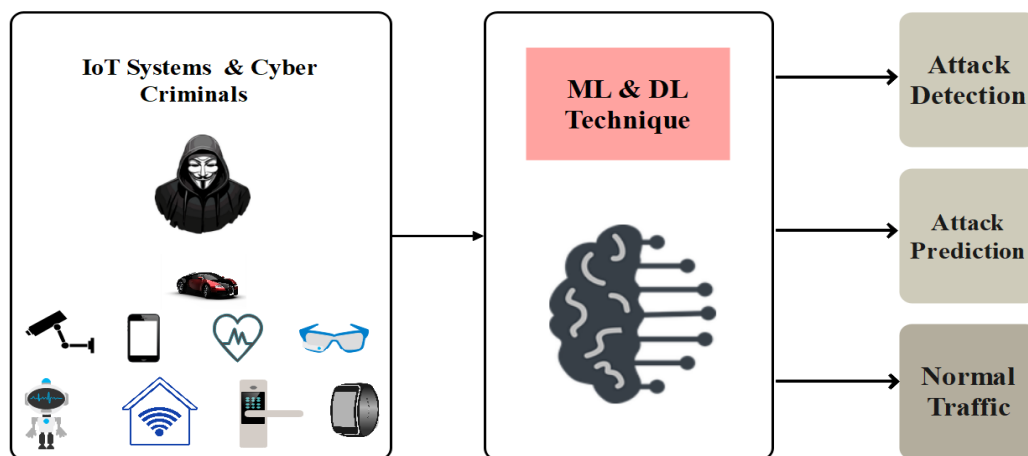 IoT Systems & Cyber
Criminals
ML & DL
Technique
Attack
Detection
Attack
Prediction
Normal
Traffic